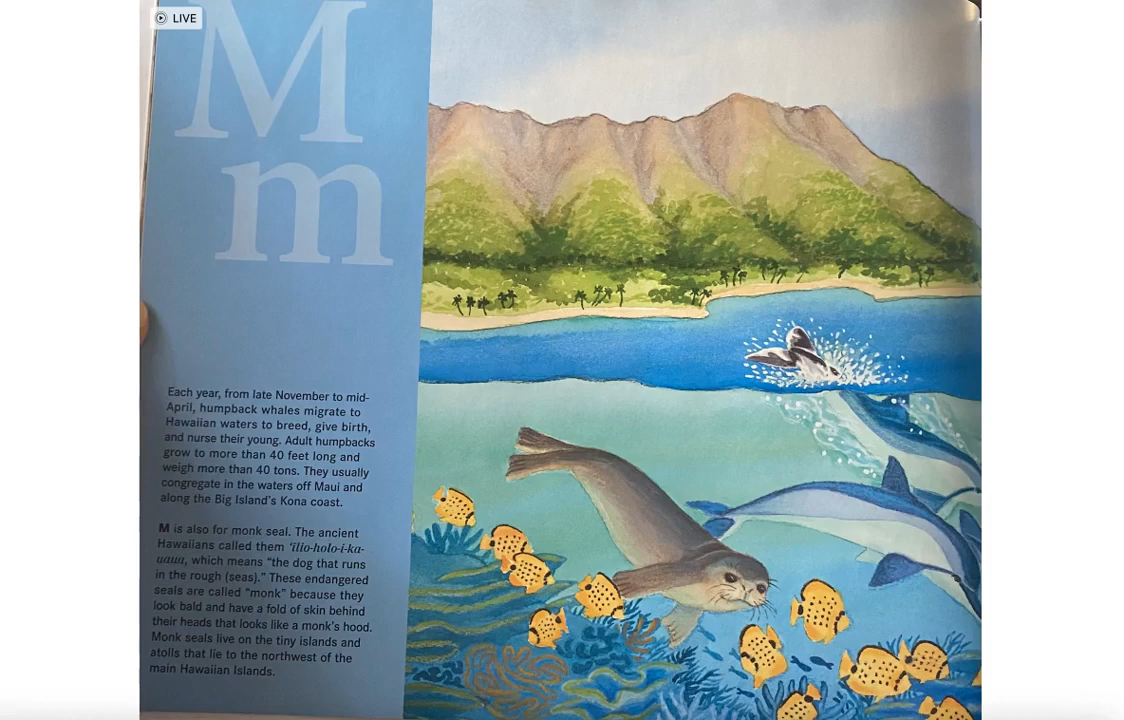 LIVE
M
m
Each year, from late November to mid-
April, humpback whales migrate to
Hawaiian waters to breed, give birth,
and nurse their young. Adult humpbacks
grow to more than 40 feet long and
weigh more than 40 tons. They usually
congregate in the waters off Maui and
along the Big Island's Kona coast.
M is also for monk seal. The ancient
Hawaiians called them 'ilio-holo-i-ka-
uaua, which means "the dog that runs
in the rough (seas)." These endangered
seals are called "monk" because they
look bald and have a fold of skin behind
their heads that looks like a monk's hood.
Monk seals live on the tiny islands and
atolls that lie to the northwest of the
main Hawaiian Islands.